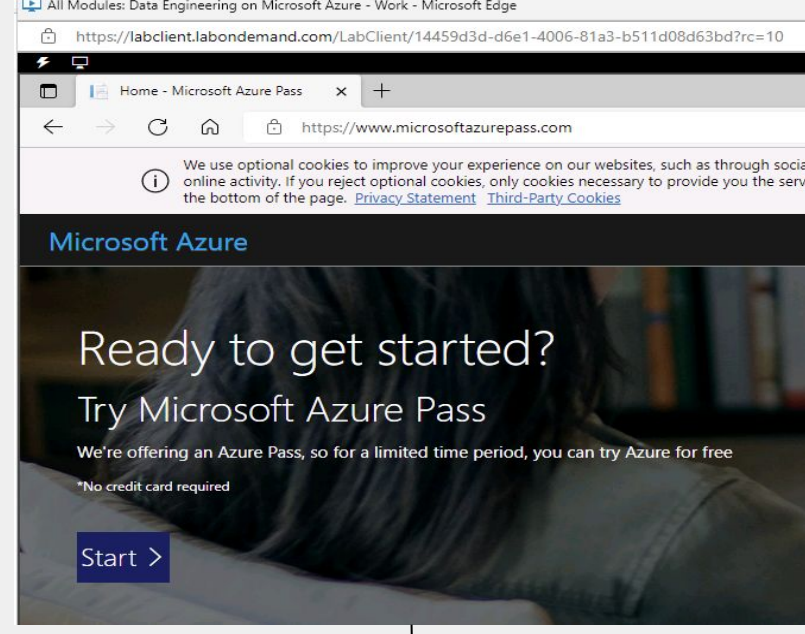 All Modules: Data Engineering on Microsoft Azure - Work - Microsoft Edge
https://labclient.labondemand.com/LabClient/14459d3d-d6e1-4006-81a3-b511d08d63bd?rc=10
Home - Microsoft Azure Pass
https://www.microsoftazurepass.com
We use optional cookies to improve your experience on our websites, such as through socia
online activity. If you reject optional cookies, only cookies necessary to provide you the serv
the bottom of the page. Privacy Statement Third-Party Cookies
Microsoft Azure
Ready to get started?
Try Microsoft Azure Pass
We're offering an Azure Pass, so for a limited time period, you can try Azure for free
*No credit card required
Start >